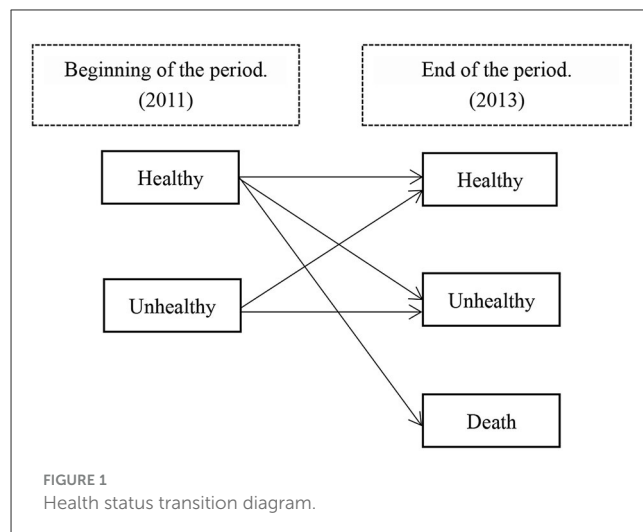 Beginning of the period.
(2011)
End of the period.
(2013)
Healthy
Healthy
Unhealthy
Unhealthy
Death
FIGURE 1
Health status transition diagram.